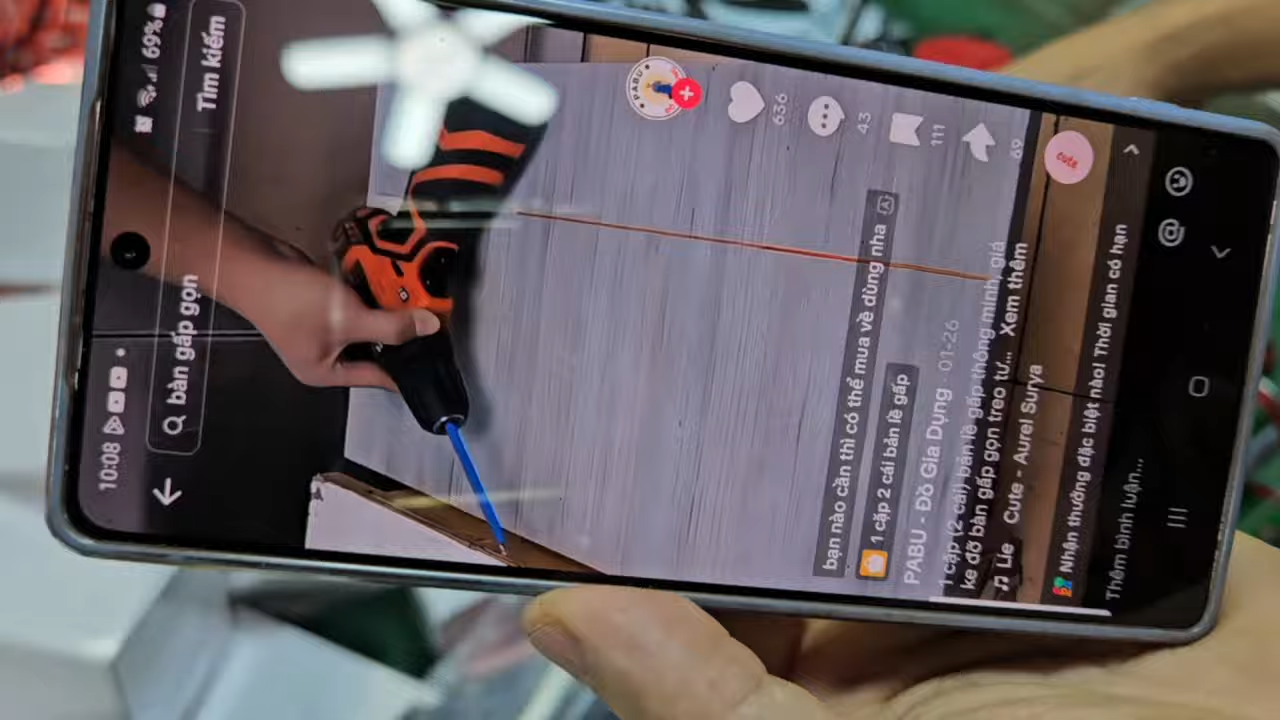 10:08
69%
bàn gấp gọn
Tìm kiếm
PABU
636
43
111
69
bạn nào cần thì có thể mua về dùng nha
1 cặp 2 cái bản lề gấp
PABU - Đồ Gia Dụng · 01-26
1 cặp (2 cái) bản lề gấp thông minh, giá
ke đỡ bàn gấp gọn treo tư... Xem thêm
Lie Cute - Aurel Surya
cute
Nhận thưởng đặc biệt nào! Thời gian có hạn
Thêm bình luận...
@